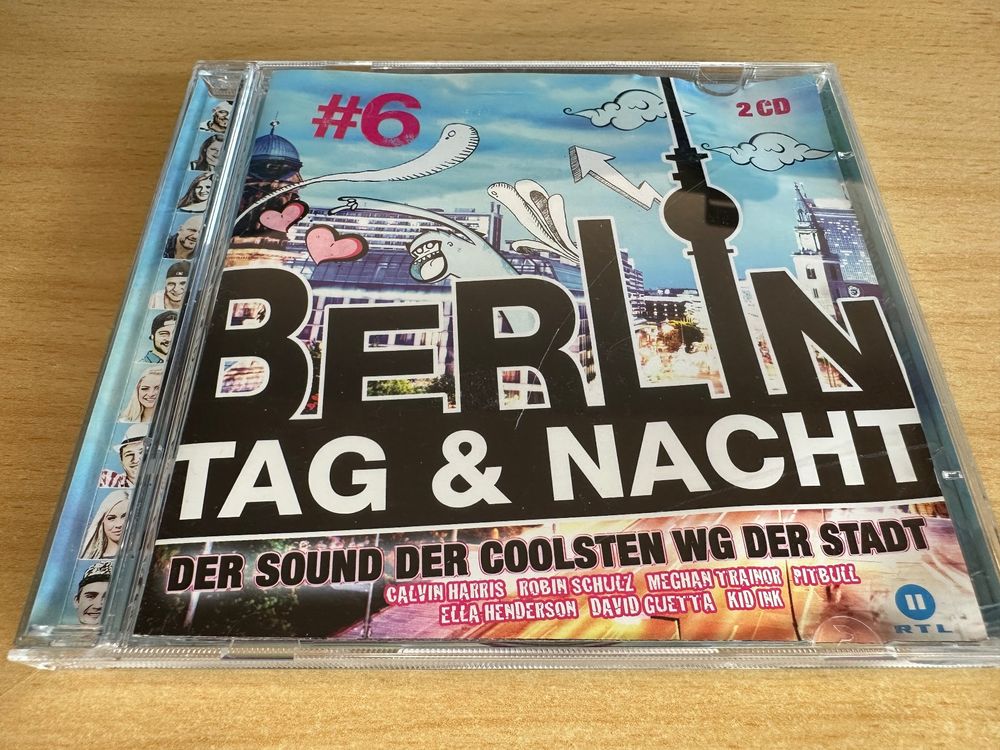 #6
2 CD
BERLIN
TAG & NACHT
DER SOUND DER COOLSTEN WG DER STADT
CALVIN HARRIS ROBIN SCHULZ MEGHAN TRAINOR PITBULL
ELLA HENDERSON DAVID GUETTA KID INK
II
RTL